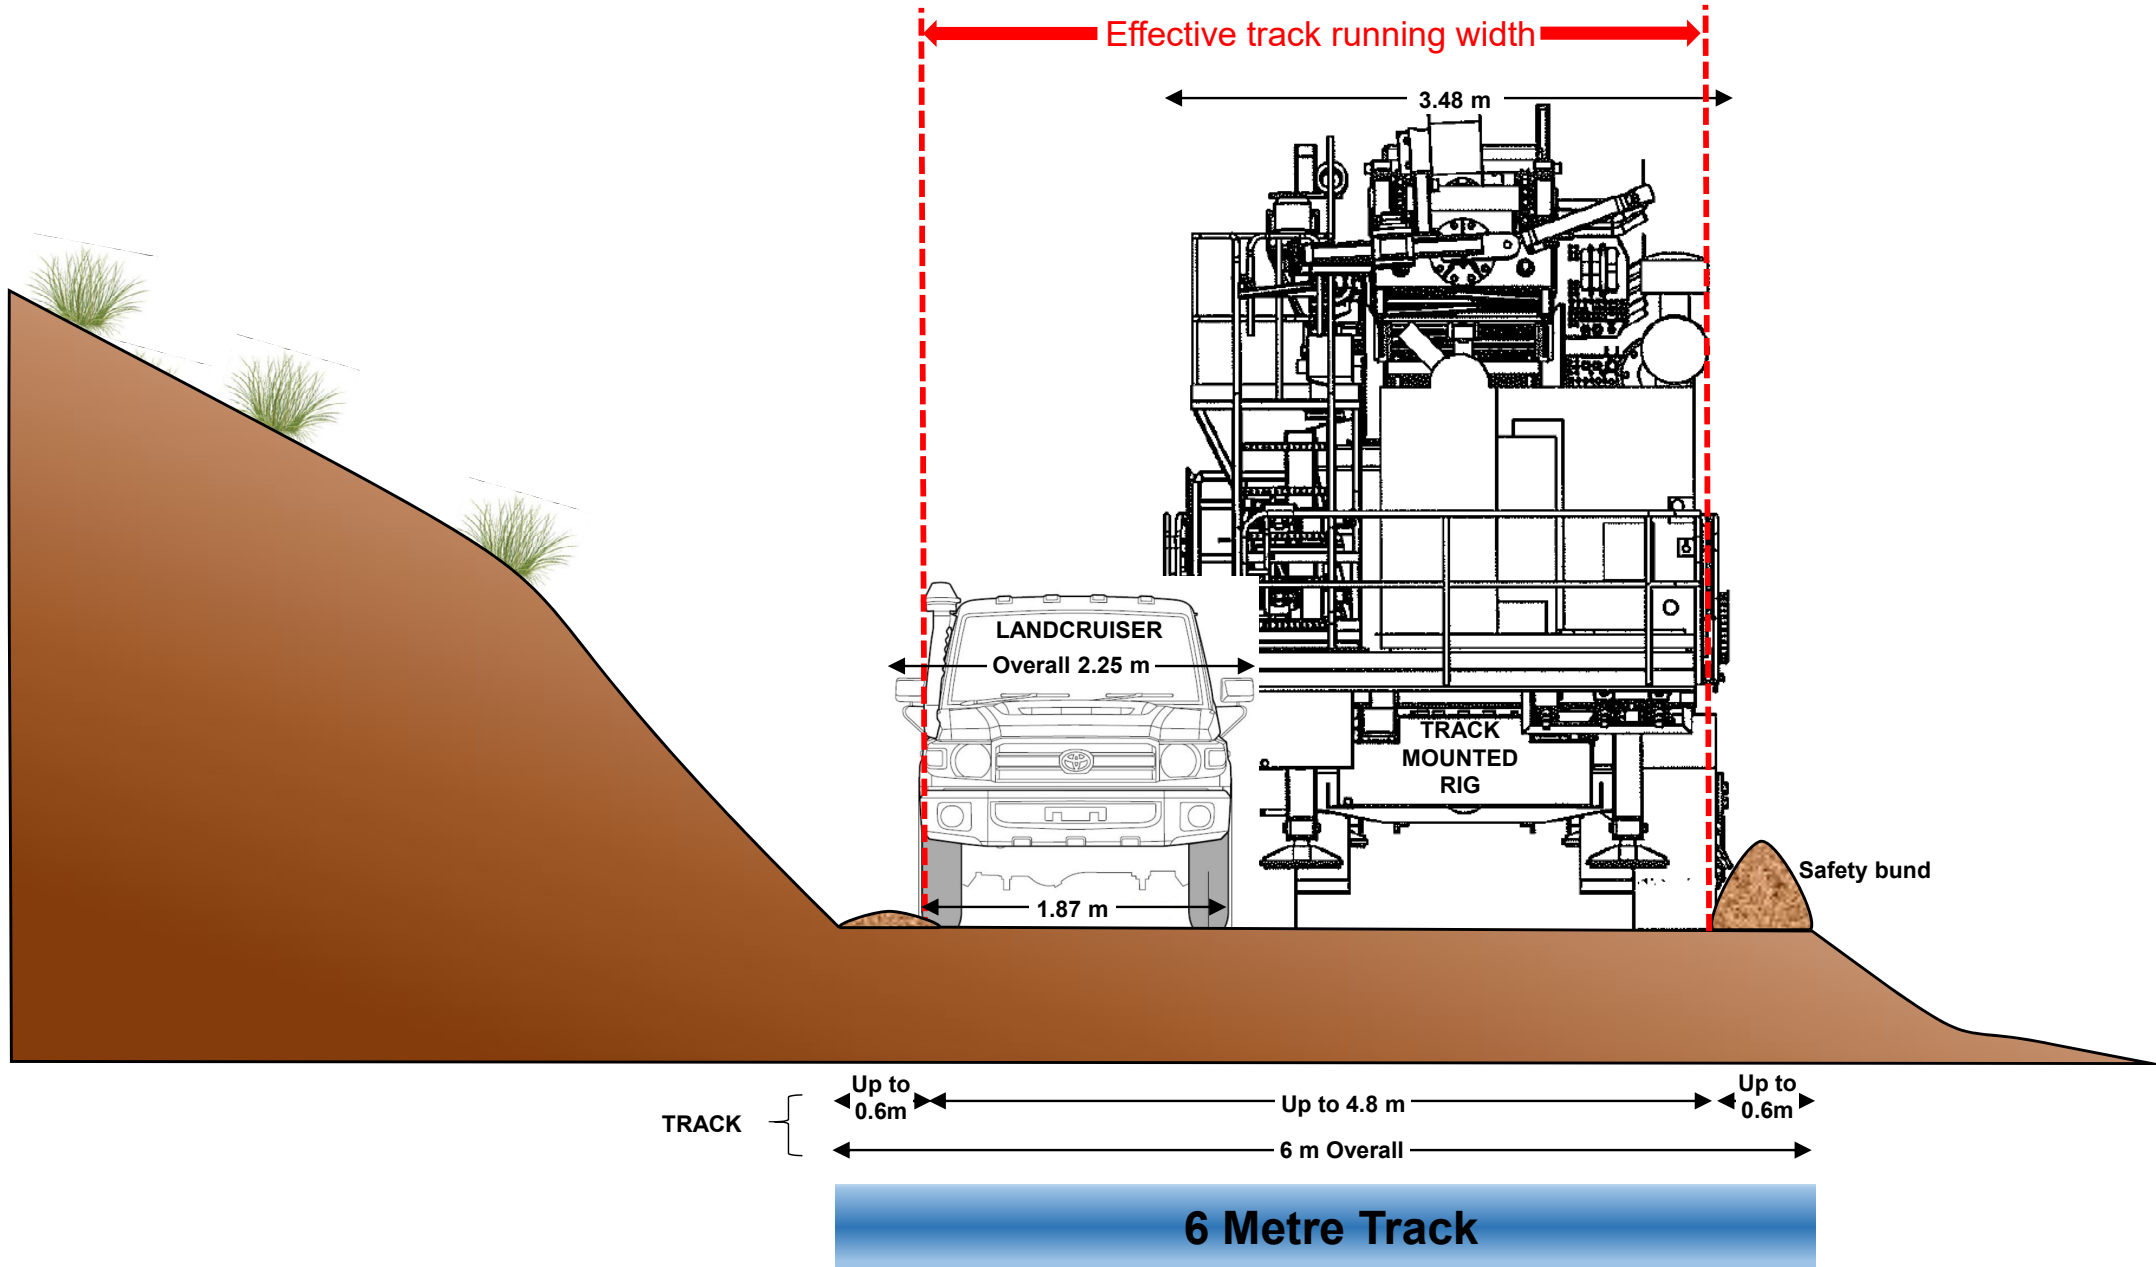 Effective track running width
3.48 m
LANDCRUISER
Overall 2.25 m
TRACK
MOUNTED
RIG
Safety bund
1.87 m
Up to
0.6m
Up to 4.8 m
Up to
0.6m
TRACK
6 m Overall
6 Metre Track